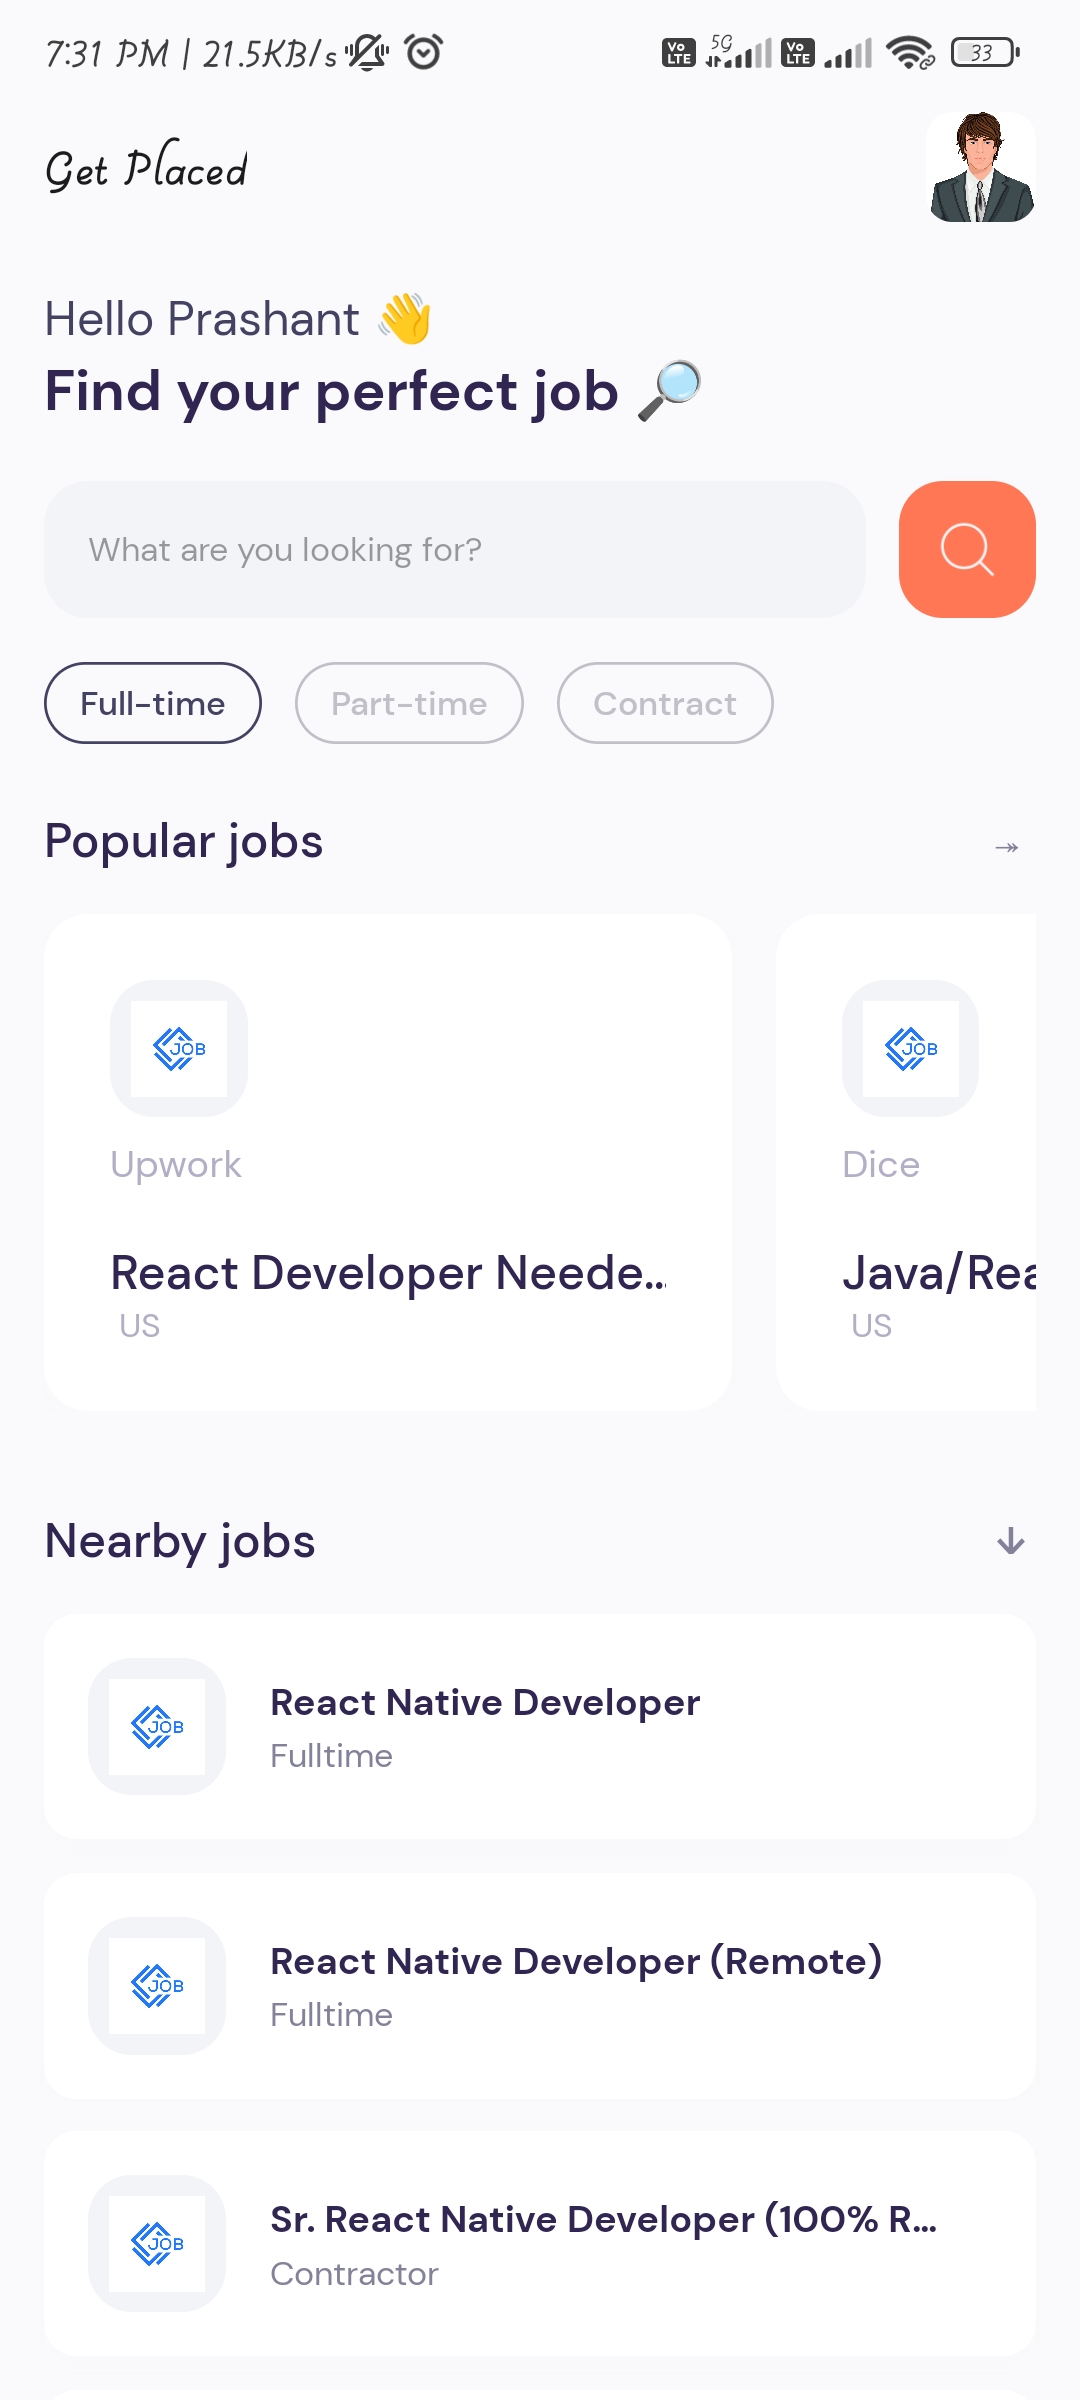 7:31 PM | 21.5KB/s
Vo LTE 5G Vo LTE 33
Get Placed
Hello Prashant 👋
Find your perfect job 🔎
What are you looking for?
Full-time Part-time Contract
Popular jobs →
JOB JOB
Upwork Dice
React Developer Neede... Java/Rea
US US
Nearby jobs ↓
JOB
React Native Developer
Fulltime
JOB
React Native Developer (Remote)
Fulltime
JOB
Sr. React Native Developer (100% R...
Contractor